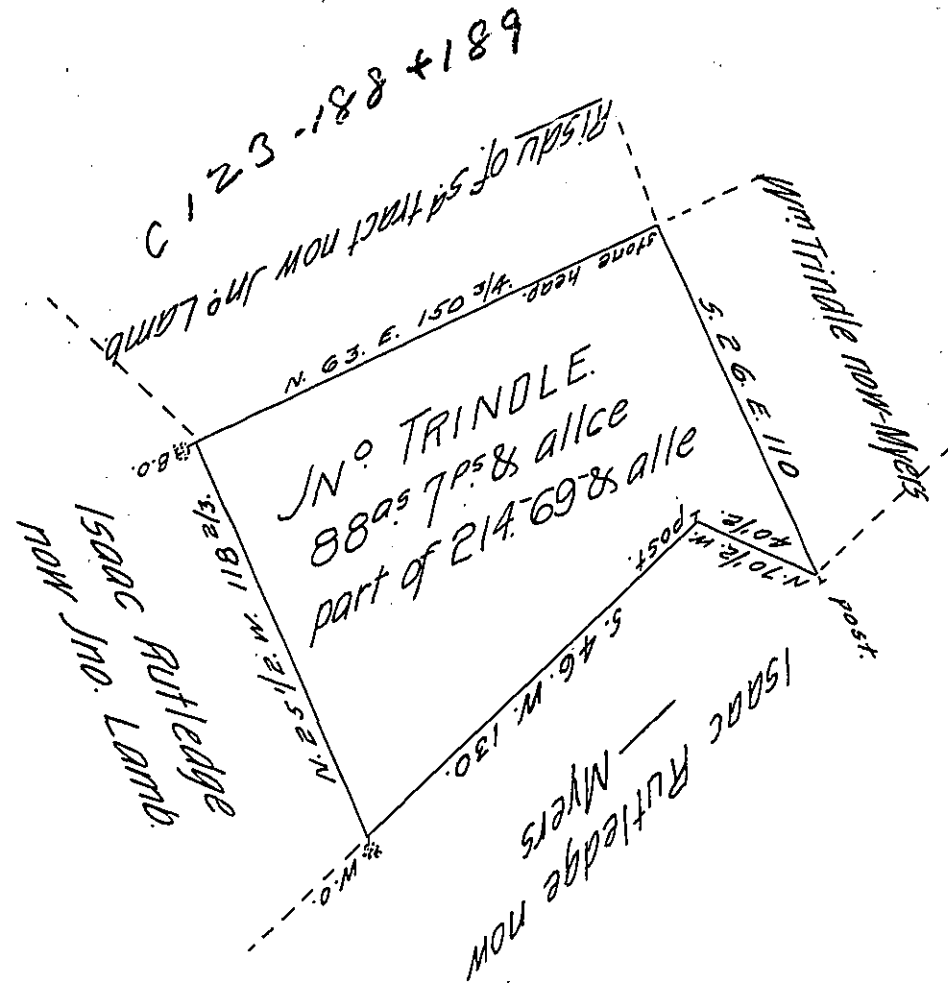 C 123-188 + 189
Risdu of sd. tract now Jno. Lamb.
N. 63. E. 150 3/4.
stone heap.
Wm. Trindle now-Myers
S. 26. E. 110
B.O.
JNO TRINDLE.
88as. 7ps. & allce
part of 214-69-& alle
N. 25 1/2. W. 118 2/3.
Isaac Rutledge
now Jno. Lamb.
post.
N. 70 1/2. W.
40 1/2.
post.
S. 46. W. 130.
W.O.
Isaac Rutledge now
— Myers